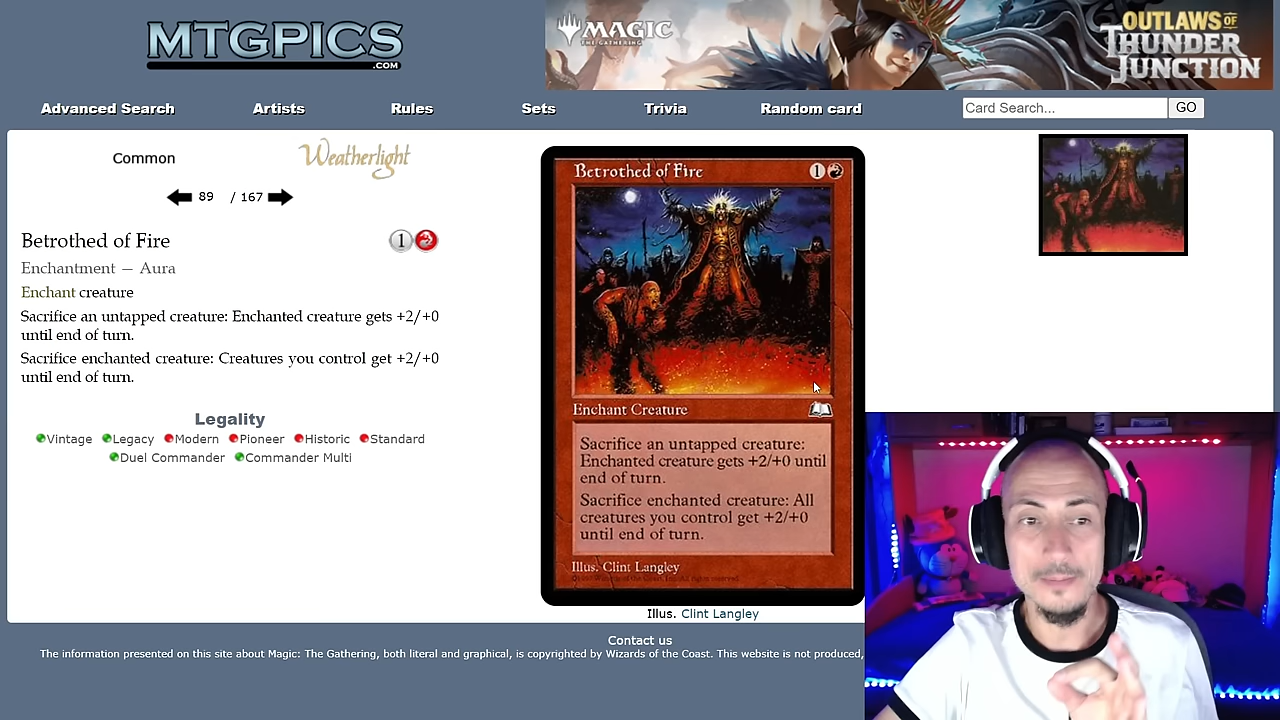 MTGPICS
.COM
MAGIC
THE GATHERING
OUTLAWS OF
THUNDER
JUNCTION
Advanced Search
Artists
Rules
Sets
Trivia
Random card
Card Search...
GO
Common
Weatherlight
89 / 167
Betrothed of Fire
1
Enchantment — Aura
Enchant creature
Sacrifice an untapped creature: Enchanted creature gets +2/+0
until end of turn.
Sacrifice enchanted creature: Creatures you control get +2/+0
until end of turn.
Legality
Vintage Legacy Modern Pioneer Historic Standard
Duel Commander Commander Multi
Betrothed of Fire
1
Enchant Creature
Sacrifice an untapped creature:
Enchanted creature gets +2/+0 until
end of turn.
Sacrifice enchanted creature: All
creatures you control get +2/+0
until end of turn.
Illus. Clint Langley
Illus. Clint Langley
Contact us
The information presented on this site about Magic: The Gathering, both literal and graphical, is copyrighted by Wizards of the Coast. This website is not produced,